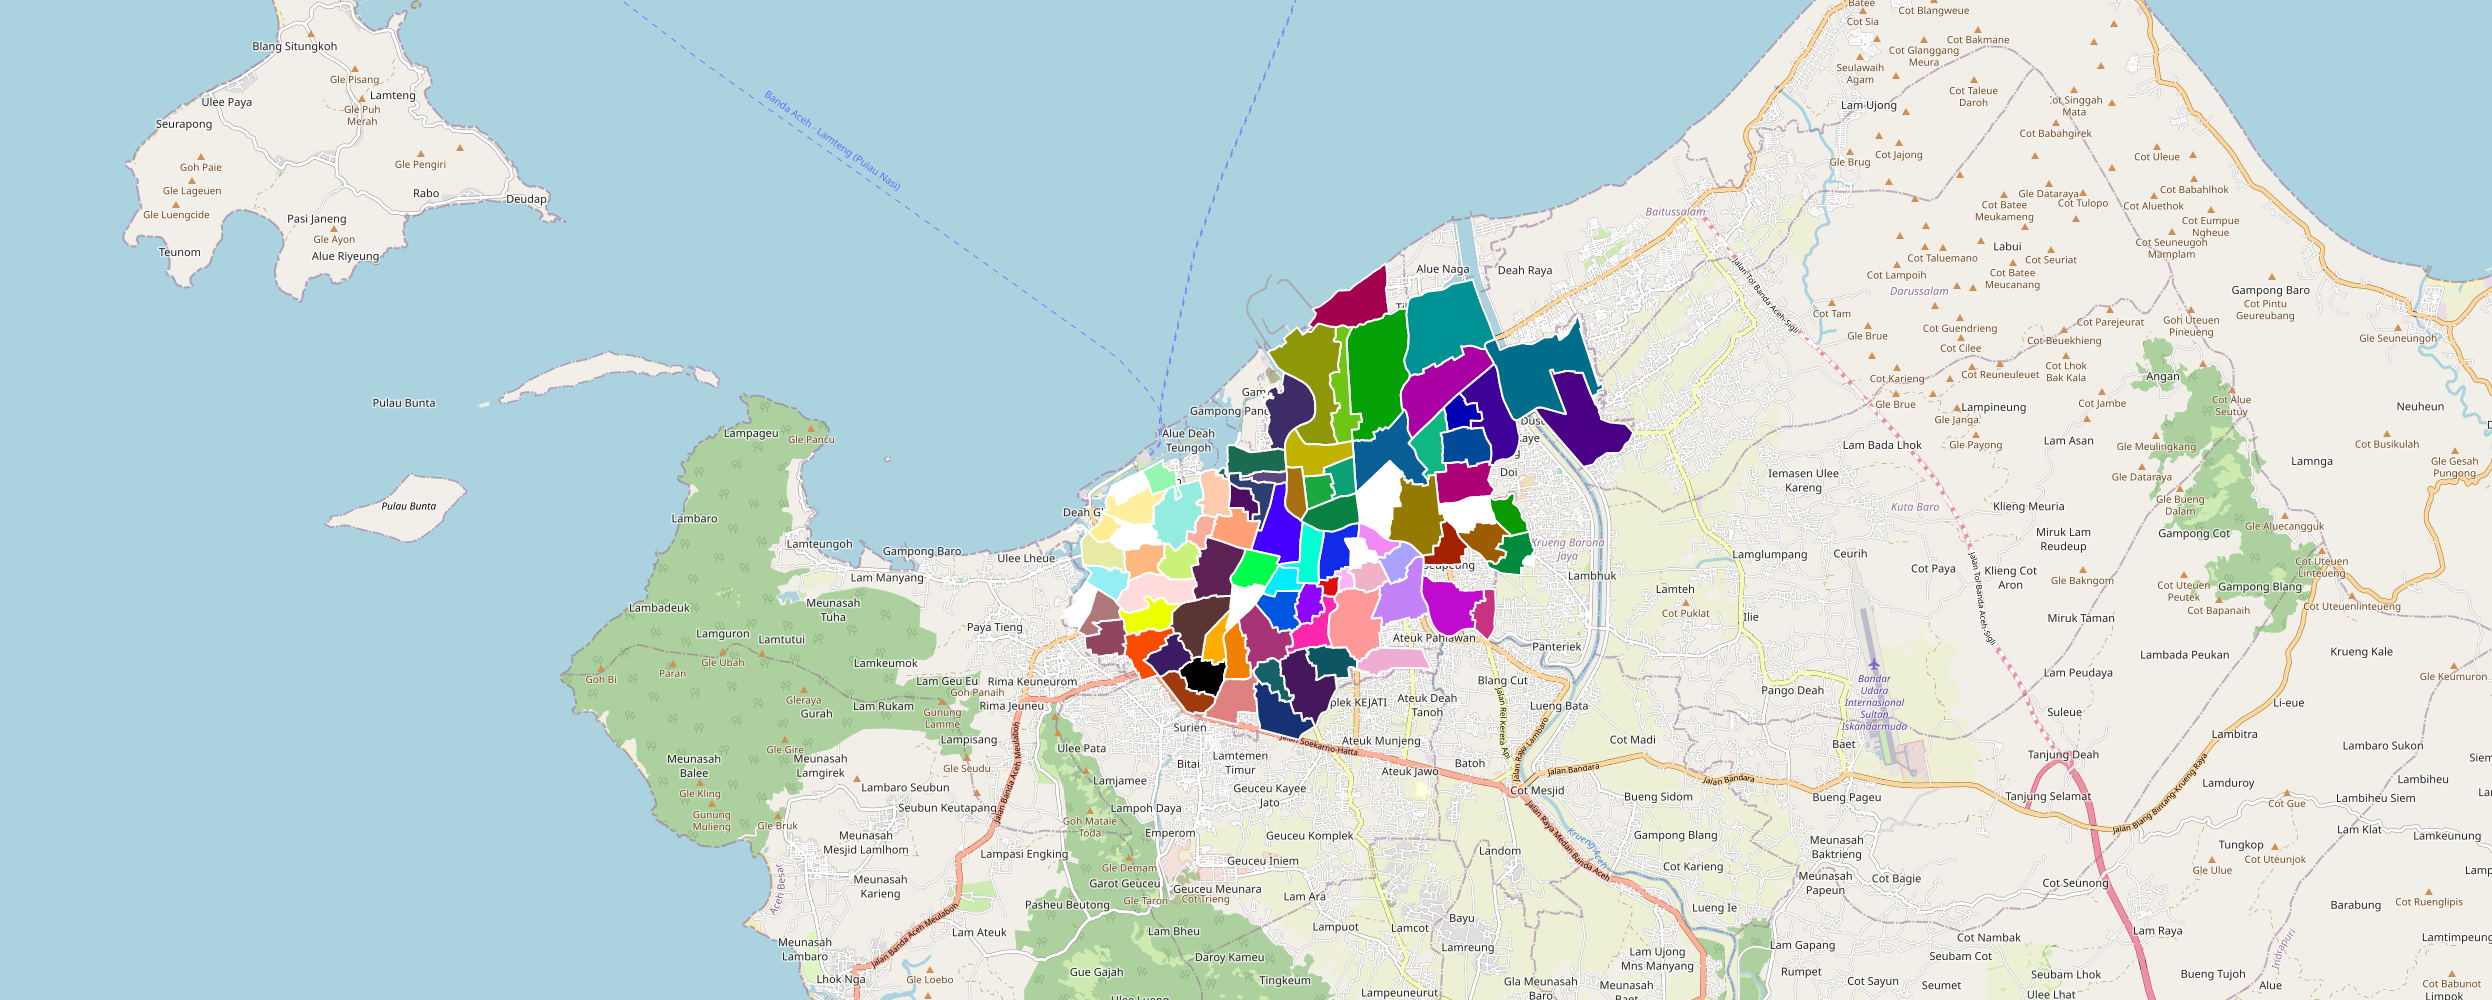 Batee
Cot Sia
Cot Blangweue
Blang Situngkoh
Cot Bakmane
Cot Glanggang
Meura
Gle Pisang
Seulawaih
Agam
Lamteng
Ulee Paya
Gle Puh
Merah
Cot Taleue
Daroh
Cot Singgah
Mata
Lam Ujong
Seurapong
Banda Aceh - Lamteng (Pulau Nasi)
Cot Babahgirek
Goh Paie
Gle Pengiri
Gle Brug
Cot Jajong
Cot Uleue
Gle Lageuen
Rabo
Deudap
Gle Dataraya
Cot Babahlhok
Gle Luengcide
Pasi Janeng
Baitussalam
Cot Batee
Meukameng
Cot Tulopo
Cot Aluethok
Cot Eumpue
Ngheue
Gle Ayon
Teunom
Alue Riyeung
Labui
Cot Seuneugoh
Mamplam
Cot Taluemano
Cot Seuriat
Alue Naga
Deah Raya
Jalan Tol Banda Aceh-Sigli
Cot Lampoih
Cot Batee
Meucanang
Darussalam
Gampong Baro
Cot Pintu
Geureubang
Cot Tam
Cot Guendrieng
Cot Parejeurat
Goh Uteuen
Pineueng
Gle Brue
Cot Cilee
Cot Beuekhieng
Gle Seuneungoh
Cot Karieng
Cot Reuneuleuet
Cot Lhok
Bak Kala
Angan
Pulau Bunta
Gle Brue
Lampineung
Cot Jambe
Cot Alue
Seutuy
Neuheun
Gampong Pand
Gle Janga
Lampageu
Gle Pancu
Alue Deah
Teungoh
Lam Bada Lhok
Gle Payong
Lam Asan
Gle Meulingkang
Cot Busikulah
Lamnga
Cot Gesah
Pungong
Doi
Iemasen Ulee
Kareng
Gle Dataraya
Pulau Bunta
Deah G
Lambaro
Kuta Baro
Klieng Meuria
Gle Bueng
Dalam
Gle Aluecangguk
Miruk Lam
Reudeup
Gampong Cot
Lamteungoh
Gampong Baro
Ulee Lheue
Krueng Barona
Jaya
Lamglumpang
Ceurih
Cot Paya
Klieng Cot
Aron
Gle Bakngom
Cot Uteuen
Linteueng
Lam Manyang
Lambhuk
Lamteh
Cot Uteuen
Peutek
Gampong Blang
Lambadeuk
Meunasah
Tuha
Cot Puklat
Ilie
Cot Bapanaih
Cot Uteuenlinteueng
Miruk Taman
Lamguron
Lamtutui
Paya Tieng
Ateuk Pahlawan
Panteriek
Jalan Tol Banda Aceh-Sigli
Lambada Peukan
Krueng Kale
Gle Ubah
Lamkeumok
Goh Bi
Paran
Lam Geu Eu
Rima Keuneurom
Blang Cut
Bandar
Udara
Internasional
Sultan
Iskandarmuda
Lam Peudaya
Gle Keumuron
Gleraya
Gurah
Goh Panaih
Rima Jeuneu
plek KEJATI
Ateuk Deah
Tanoh
Lueng Bata
Pango Deah
Li-eue
Lam Rukam
Gunung
Lamme
Suleue
Surien
Jalan Rel Kereta Api
Lambitra
Lampisang
Ulee Pata
Jalan Soekarno-Hatta
Ateuk Munjeng
Cot Madi
Baet
Tanjung Deah
Lambaro Sukon
Gle Gire
Meunasah
Balee
Meunasah
Lamgirek
Gle Seudu
Bitai
Lamtemen
Timur
Ateuk Jawo
Batoh
Jalan Bandara
Jalan Bandara
Jalan Raya Lambaro
Lamduroy
Lambiheu
Gle Kling
Lambaro Seubun
Lamjamee
Geuceu Kayee
Jato
Cot Mesjid
Bueng Sidom
Bueng Pageu
Tanjung Selamat
Cot Gue
Lambiheu Siem
Gunung
Mulieng
Gle Bruk
Seubun Keutapang
Jalan Banda Aceh Meulaboh
Lampoh Daya
Goh Mataie
Toda
Emperom
Geuceu Komplek
Gampong Blang
Jalan Blang Bintang-Krueng Raya
Lam Klat
Lamkeunung
Meunasah
Mesjid Lamlhom
Lampasi Engking
Geuceu Iniem
Landom
Jalan Raya Medan Banda Aceh
Krueng Aceh
Cot Karieng
Meunasah
Baktrieng
Tungkop
Cot Uteunjok
Gle Demam
Gle Ulue
Aceh Besar
Meunasah
Karieng
Garot Geuceu
Geuceu Meunara
Cot Trieng
Lam Ara
Meunasah
Papeun
Cot Bagie
Cot Seunong
Gle Taron
Pasheu Beutong
Lueng Ie
Barabung
Cot Ruenglipis
Bayu
Lam Ateuk
Lam Bheu
Lampuot
Lamcot
Lam Raya
Meunasah
Lambaro
Jalan Banda Aceh Meulaboh
Lamreung
Lam Ujong
Mns Manyang
Lam Gapang
Cot Nambak
Seubam Cot
Indrapuri
Lamtimpeung
Daroy Kameu
Gue Gajah
Tingkeum
Lhok Nga
Gle Loebo
Gla Meunasah
Baro
Rumpet
Cot Sayun
Seumet
Seubam Lhok
Bueng Tujoh
Alue
Cot Babunot
Limpok
Lampeuneurut
Meunasah
Ulee Lhat